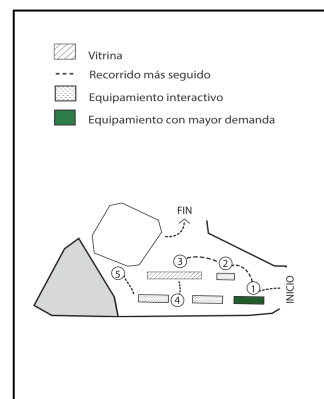 Vitrina
Recorrido más seguido
Equipamiento interactivo
Equipamiento con mayor demanda
FIN
3
2
5
1
4
INICIO